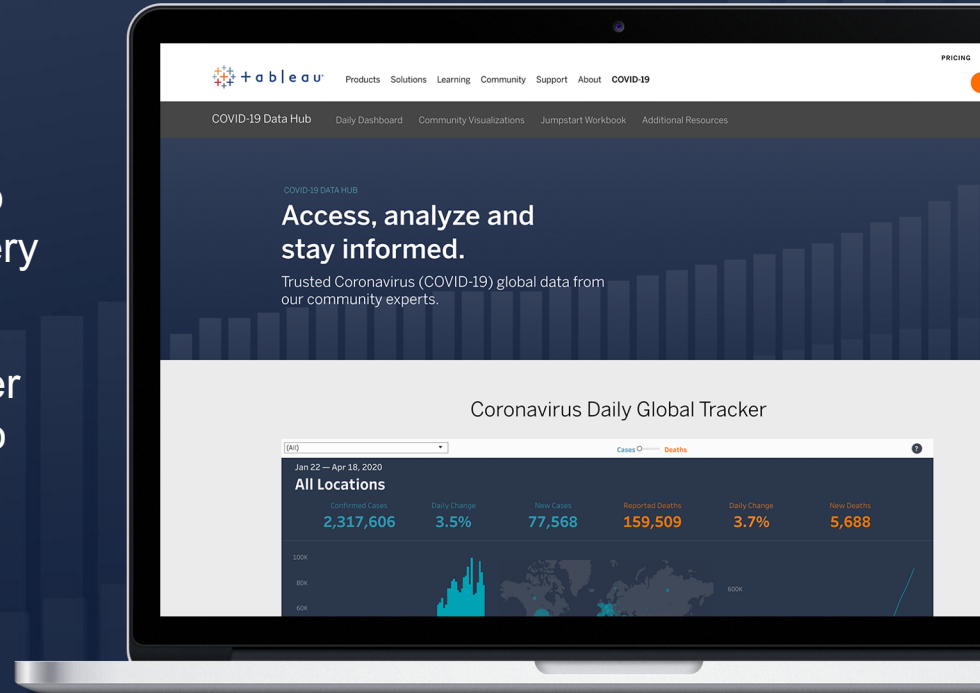 ery
er
PRICING
+ a b | e a u
Products Solutions Learning Community Support About COVID-19
COVID-19 Data Hub Daily Dashboard Community Visualizations Jumpstart Workbook Additional Resources
COVID-19 DATA HUB
Access, analyze and
stay informed.
Trusted Coronavirus (COVID-19) global data from
our community experts.
Coronavirus Daily Global Tracker
(All) Cases Deaths ?
Jan 22 — Apr 18, 2020
All Locations
Confirmed Cases Daily Change New Cases Reported Deaths Daily Change New Deaths
2,317,606 3.5% 77,568 159,509 3.7% 5,688
100K
80K
60K
600K